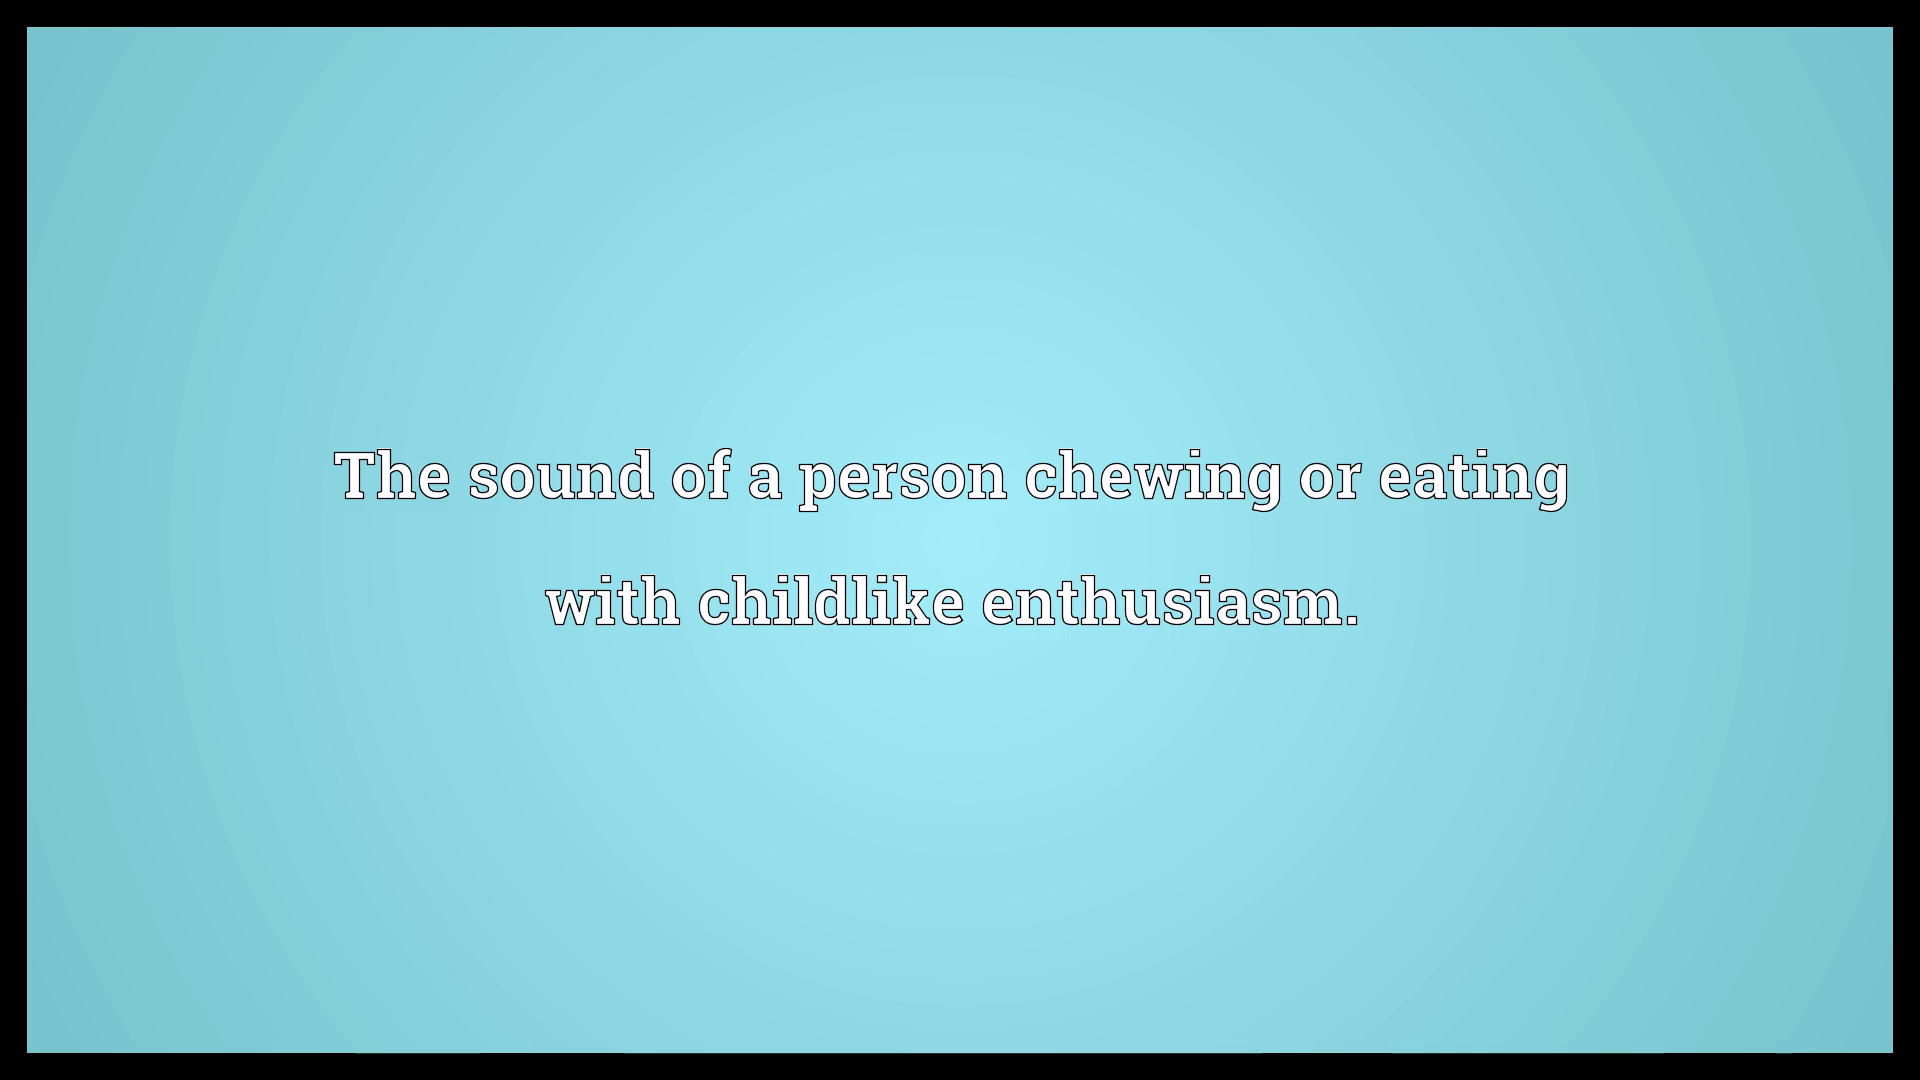 The sound of a person chewing or eating
with childlike enthusiasm.